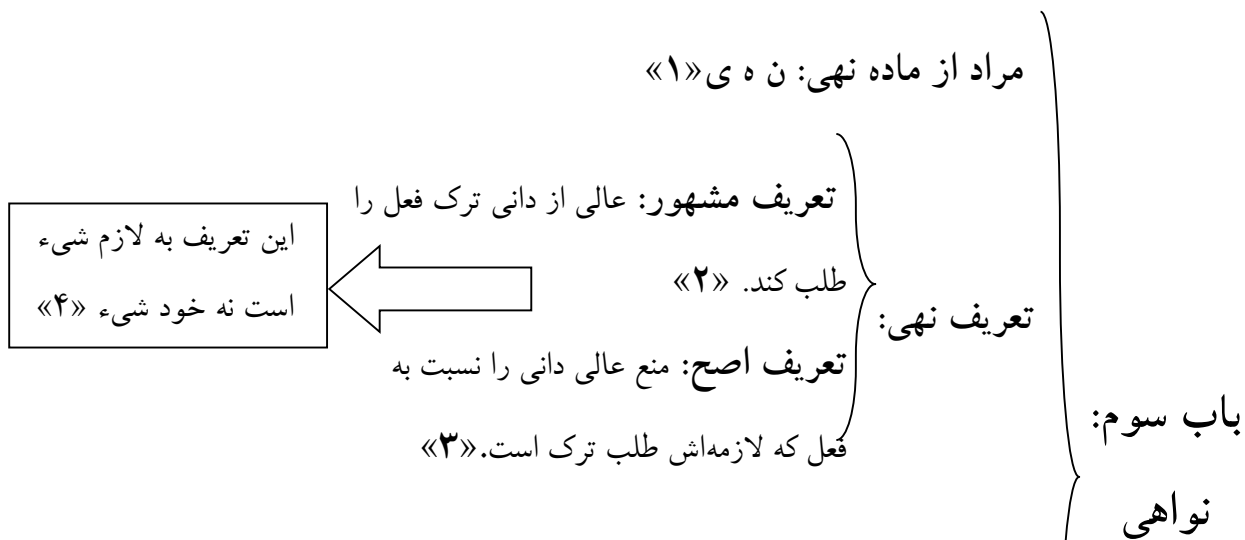 مراد از ماده نهی: ن ه ی«۱»
تعریف مشهور: عالی از دانی ترک فعل را
طلب کند. «۲»
تعریف نهی:
تعریف اصح: منع عالی دانی را نسبت به
فعل که لازمه‌اش طلب ترک است.«۳»
این تعریف به لازم شیء
است نه خود شیء «۴»
باب سوم:
نواهی